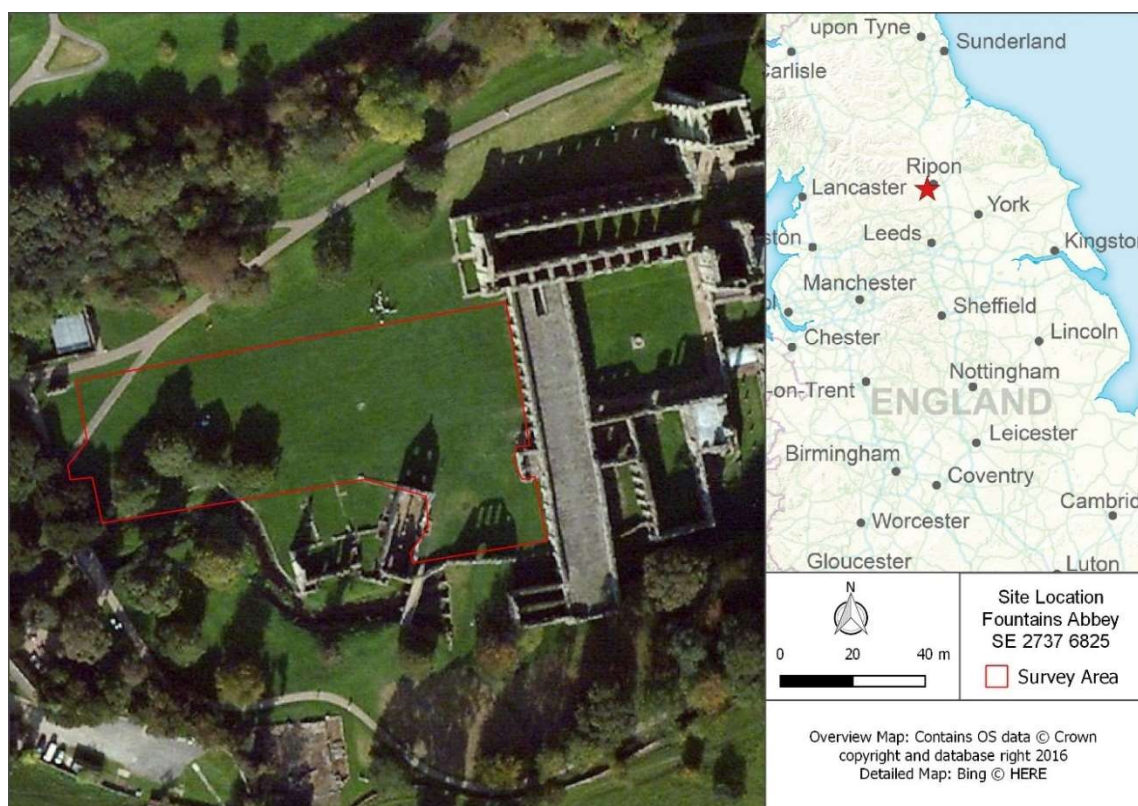 upon Tyne
Sunderland
Carlisle
Ripon
Lancaster
York
Leeds
Kingston
ston
Manchester
ol
Sheffield
Lincoln
Chester
-on-Trent
Nottingham
ENGLAND
Leicester
Birmingham
Coventry
Cambrid
Worcester
Gloucester
Luton
N
0 20 40 m
Site Location
Fountains Abbey
SE 2737 6825
Survey Area
Overview Map: Contains OS data © Crown
copyright and database right 2016
Detailed Map: Bing © HERE